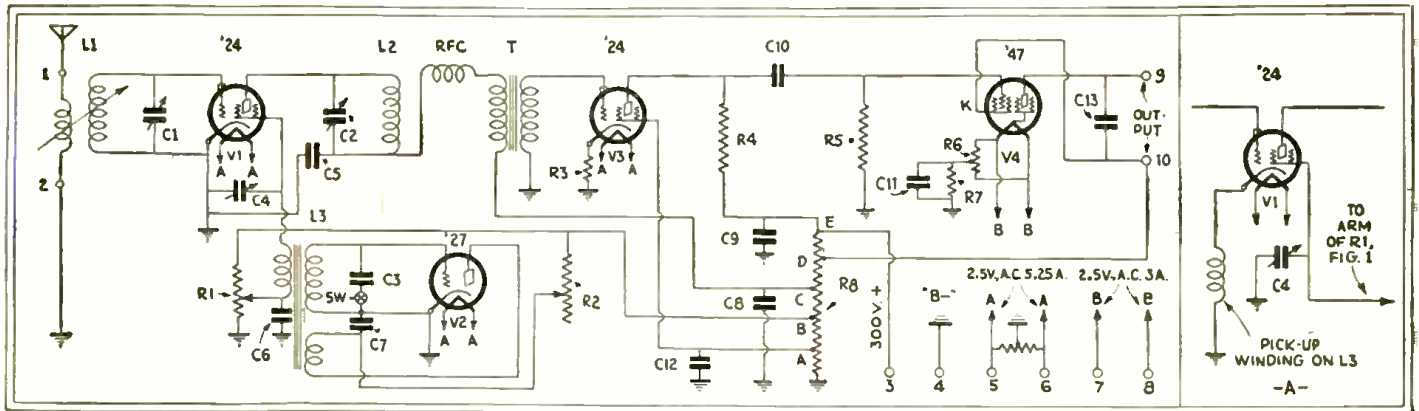 L1 '24 L2 RFC T '24 C10 '47 '24
1 9
K C13
OUT-
PUT
C1 C2 R4 R5 R6 10
V1 V3 V4 V1
A A R3 A A
C5 C11 R7
2 C4 B B
L3 C9 E TO
ARM
OF R1,
FIG. 1
'27 D 2.5V., A.C. 5.25 A. 2.5V., A.C. 3 A.
C3 "B-" A A B B C4
R1 SW R2 C8 C R8 300 V. +
C6 C7 V2 B
A A C12 A
3 4 5 6 7 8
PICK-UP
WINDING ON L3
-A-